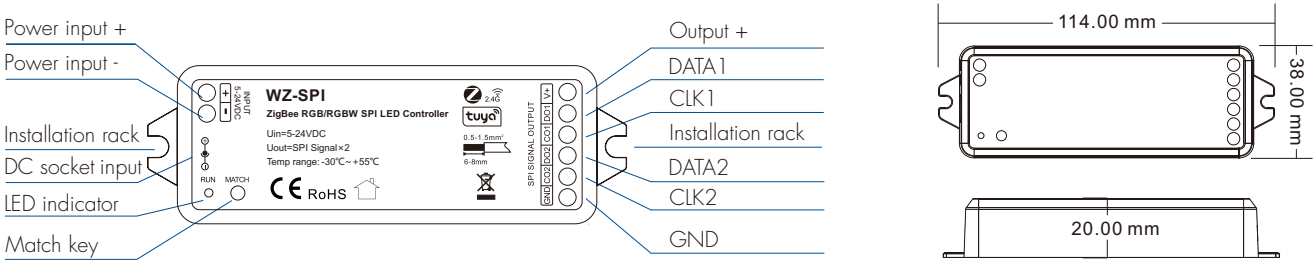 Power input +
Power input -
Installation rack
DC socket input
LED indicator
Match key
INPUT
5-24VDC
+
-
WZ-SPI
ZigBee RGB/RGBW SPI LED Controller
Uin=5-24VDC
Uout=SPI Signal×2
Temp range: -30℃~+55℃
RUN
MATCH
CE RoHS
2.4G
tuya
0.5-1.5mm²
6-8mm
SPI SIGNAL OUTPUT
V+
DO1
CO1
DO2
CO2
GND
Output +
DATA1
CLK1
Installation rack
DATA2
CLK2
GND
114.00 mm
38.00 mm
20.00 mm